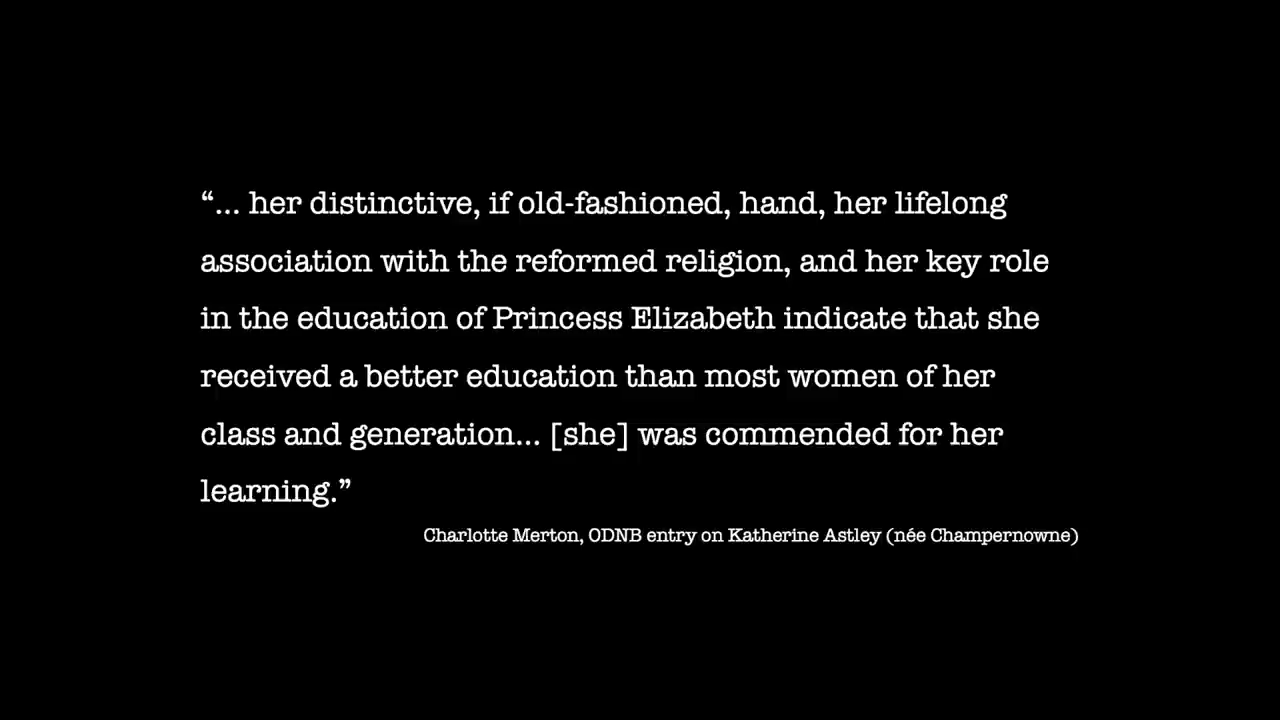 “... her distinctive, if old-fashioned, hand, her lifelong
association with the reformed religion, and her key role
in the education of Princess Elizabeth indicate that she
received a better education than most women of her
class and generation... [she] was commended for her
learning.”
Charlotte Merton, ODNB entry on Katherine Astley (née Champernowne)